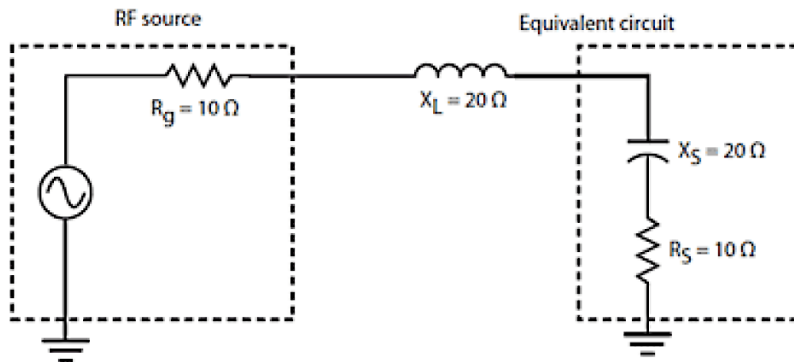 RF source
Equivalent circuit
Rg = 10 Ω
XL = 20 Ω
XS = 20 Ω
RS = 10 Ω